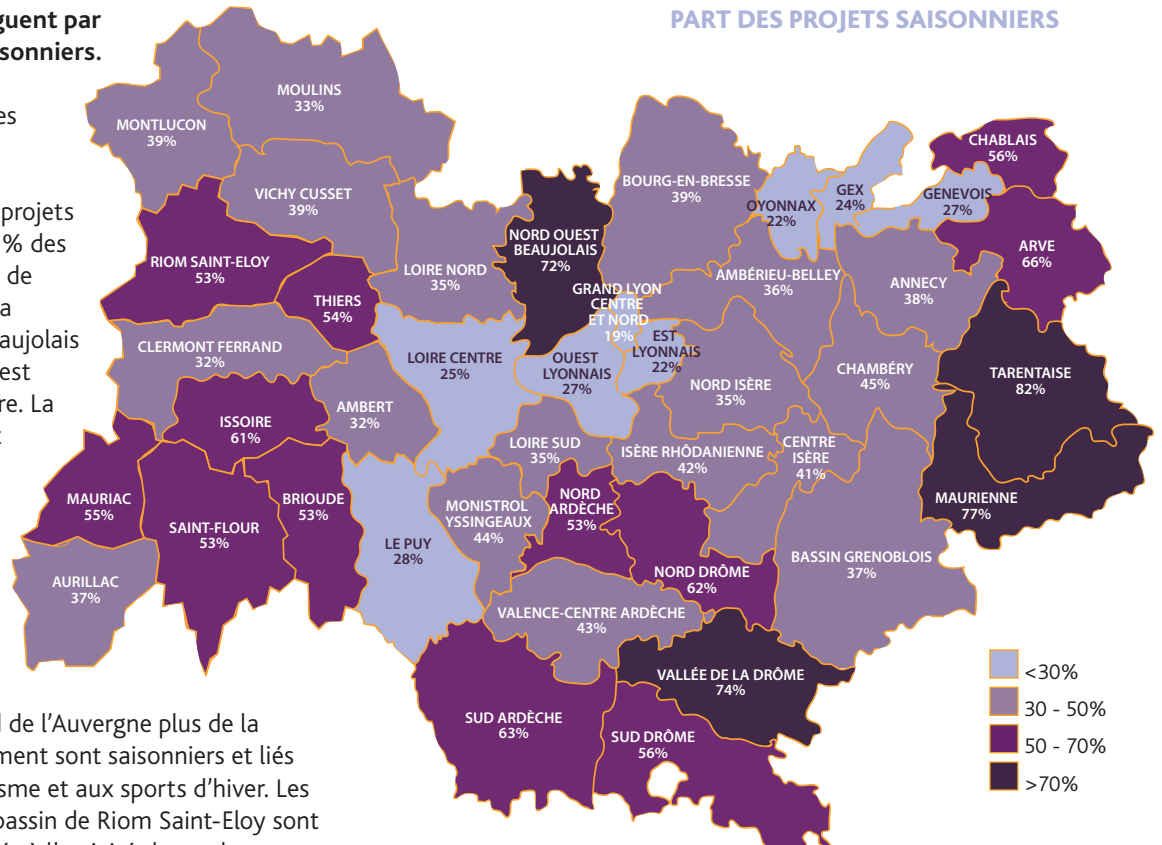 guent par
sonniers.
es
projets
% des
de
a
aujolais
est
re. La
PART DES PROJETS SAISONNIERS
MOULINS
33%
MONTLUCON
39%
VICHY CUSSET
39%
RIOM SAINT-ELOY
53%
THIERS
54%
LOIRE NORD
35%
NORD OUEST
BEAUJOLAIS
72%
BOURG-EN-BRESSE
39%
OYONNAX
22%
GEX
24%
GENEVOIS
27%
CHABLAIS
56%
ARVE
66%
ANNECY
38%
AMBÉRIEU-BELLEY
36%
GRAND LYON
CENTRE
ET NORD
19%
EST
LYONNAIS
22%
OUEST
LYONNAIS
27%
LOIRE CENTRE
25%
CLERMONT FERRAND
32%
ISSOIRE
61%
AMBERT
32%
NORD ISÈRE
35%
CHAMBÉRY
45%
TARENTAISE
82%
MAURIENNE
77%
CENTRE
ISÈRE
41%
ISÈRE RHÔDANIENNE
42%
LOIRE SUD
35%
MAURIAC
55%
SAINT-FLOUR
53%
BRIOUDE
53%
LE PUY
28%
MONISTROL
YSSINGEAUX
44%
NORD
ARDÈCHE
53%
BASSIN GRENOBLOIS
37%
NORD DRÔME
62%
AURILLAC
37%
VALENCE-CENTRE ARDÈCHE
43%
VALLÉE DE LA DRÔME
74%
SUD ARDÈCHE
63%
SUD DRÔME
56%
<30%
30 - 50%
50 - 70%
>70%
de l'Auvergne plus de la
ment sont saisonniers et liés
sme et aux sports d'hiver. Les
bassin de Riom Saint-Eloy sont